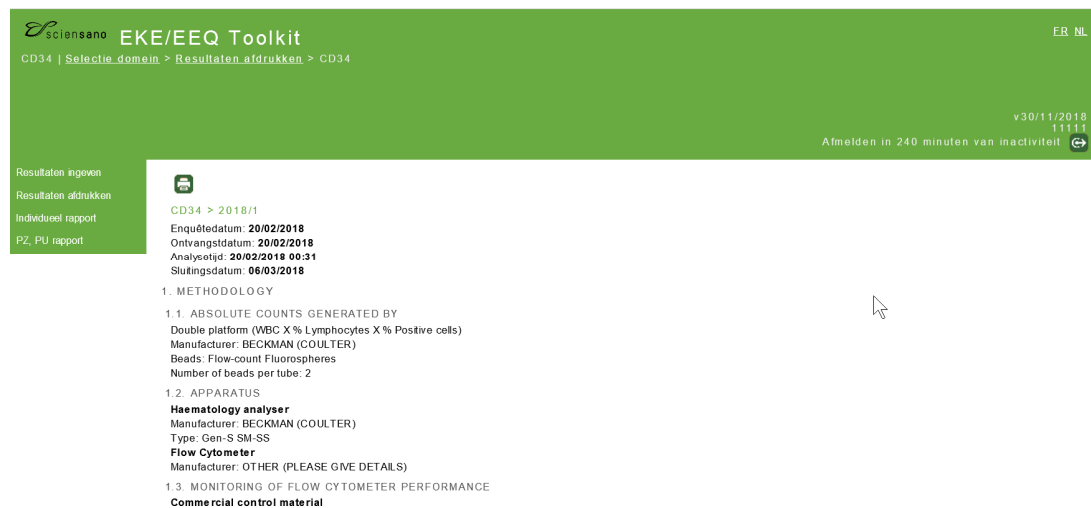 sciensano EKE/EEQ Toolkit
FR NL
CD34 | Selectie domein > Resultaten afdrukken > CD34
v30/11/2018
11111
Afmelden in 240 minuten van inactiviteit
Resultaten ingeven
Resultaten afdrukken
Individueel rapport
PZ, PU rapport
CD34 > 2018/1
Enquêtedatum: 20/02/2018
Ontvangstdatum: 20/02/2018
Analysetijd: 20/02/2018 00:31
Sluitingsdatum: 06/03/2018
1. METHODOLOGY
1.1. ABSOLUTE COUNTS GENERATED BY
Double platform (WBC X % Lymphocytes X % Positive cells)
Manufacturer: BECKMAN (COULTER)
Beads: Flow-count Fluorospheres
Number of beads per tube: 2
1.2. APPARATUS
Haematology analyser
Manufacturer: BECKMAN (COULTER)
Type: Gen-S SM-SS
Flow Cytometer
Manufacturer: OTHER (PLEASE GIVE DETAILS)
1.3. MONITORING OF FLOW CYTOMETER PERFORMANCE
Commercial control material